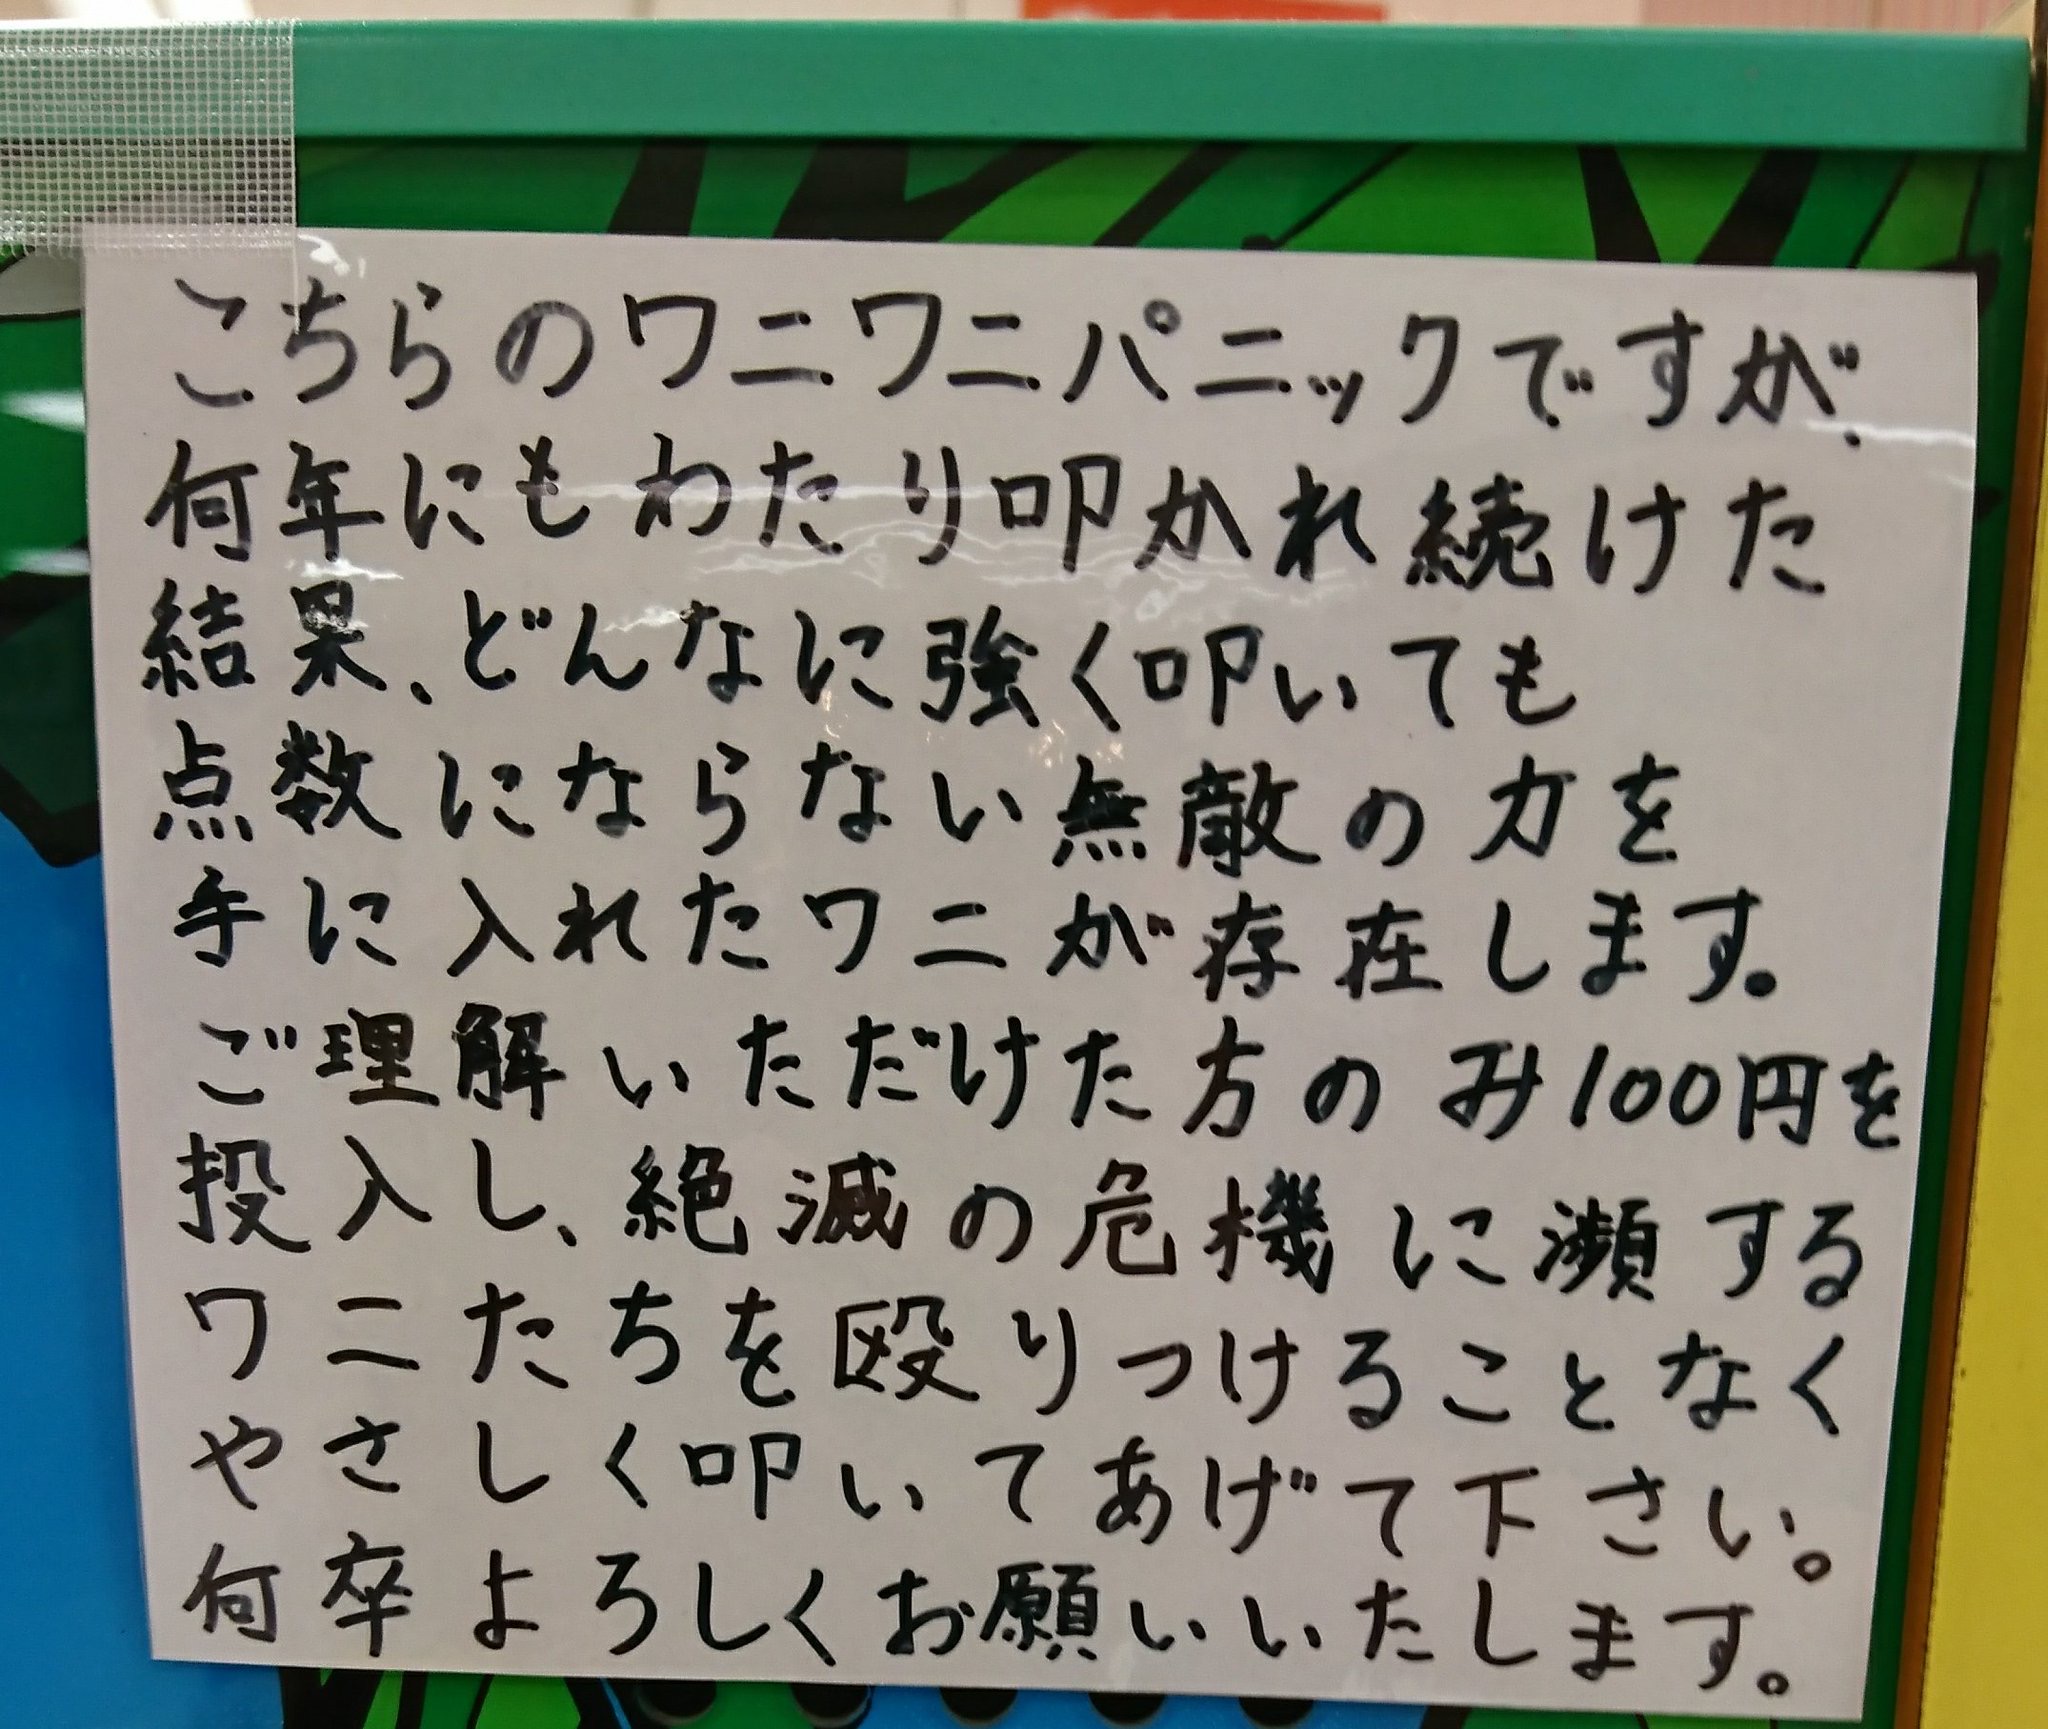 こちらのワニワニパニックですが、
何年にもわたり叩かれ続けた
結果、どんなに強く叩いても
点数にならない無敵の力を
手に入れたワニが存在します。
ご理解いただけた方のみ100円を
投入し、絶滅の危機に瀕する
ワニたちを殴りつけることなく
やさしく叩いてあげて下さい。
何卒よろしくお願いいたします。